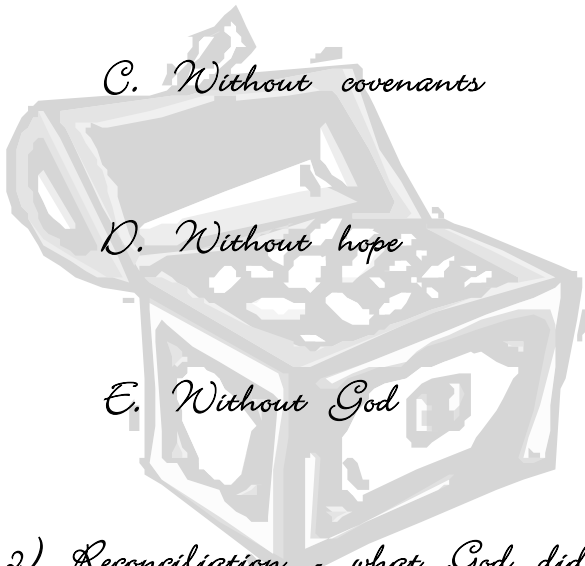 C. Without covenants
D. Without hope
E. Without God
2) Reconciliation - what God did